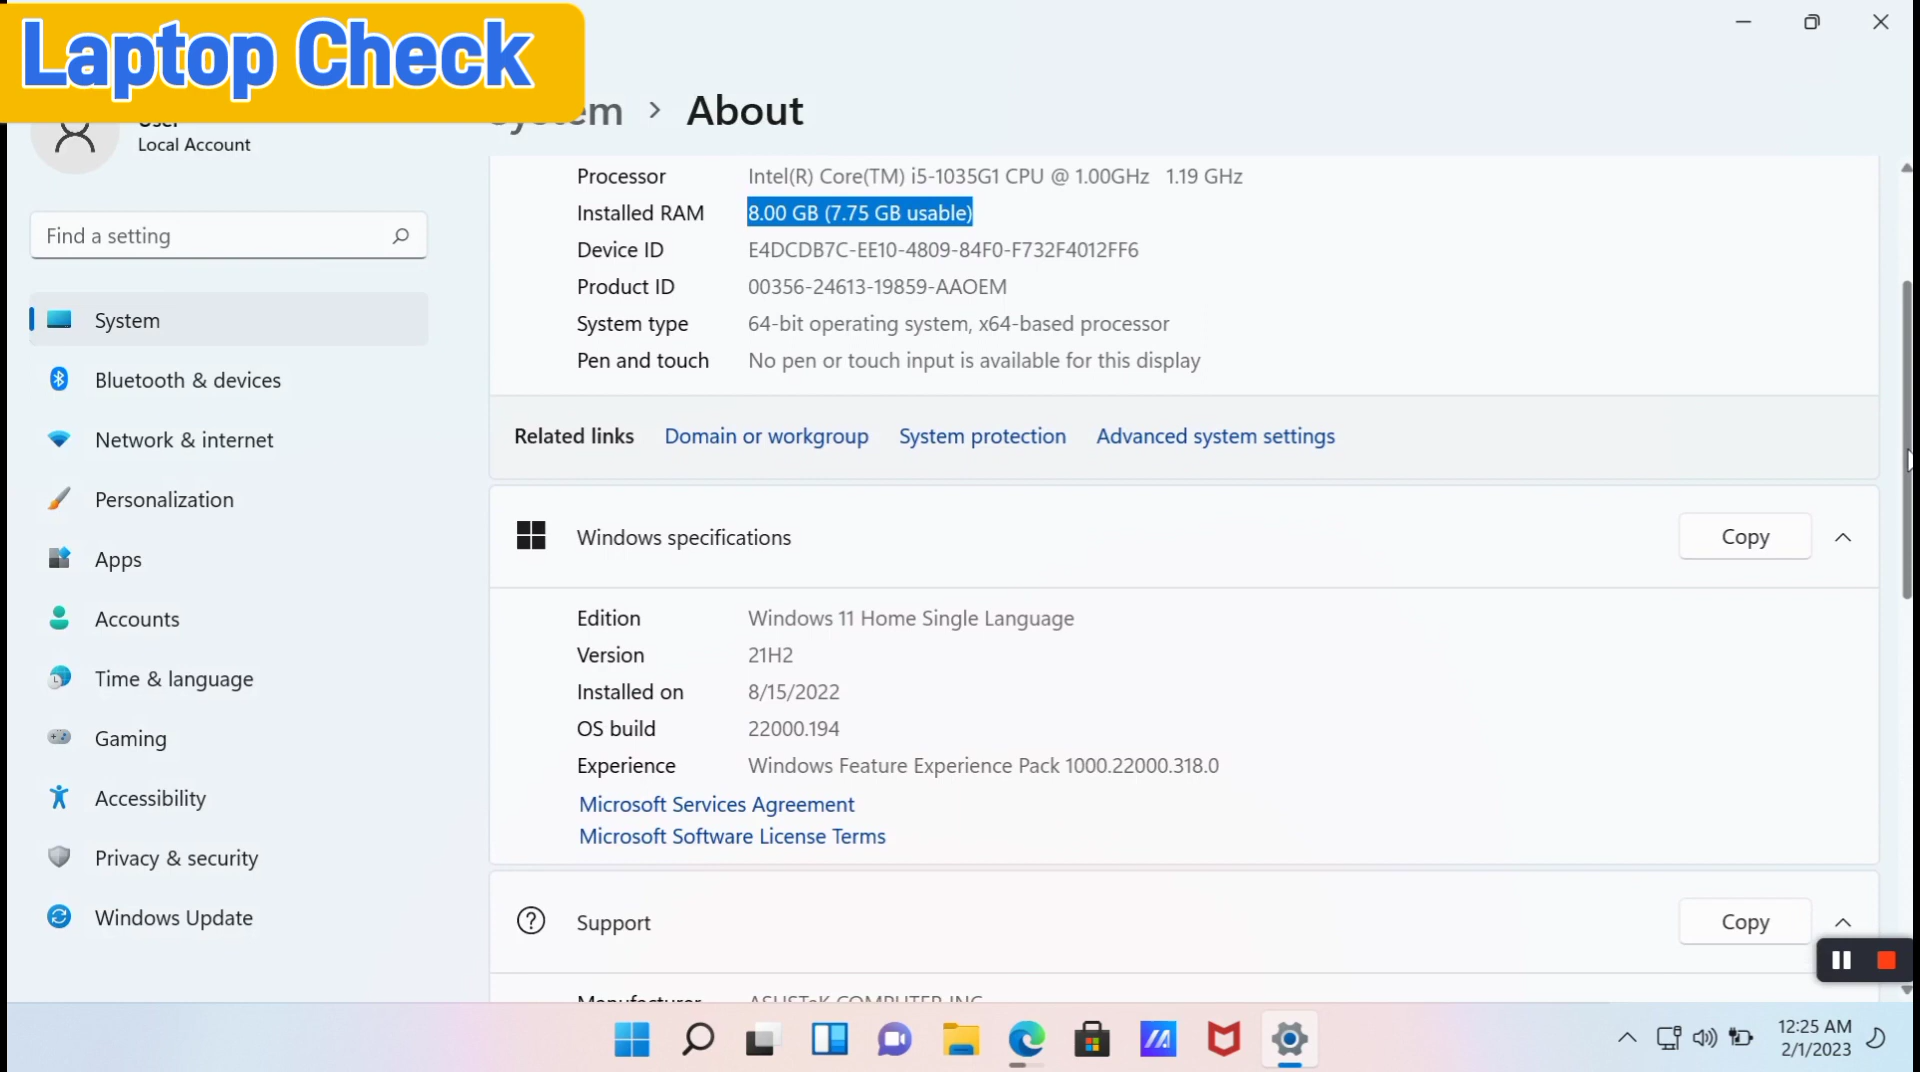 Laptop Check
System > About
User
Local Account
Find a setting
System
Bluetooth & devices
Network & internet
Personalization
Apps
Accounts
Time & language
Gaming
Accessibility
Privacy & security
Windows Update
Processor Intel(R) Core(TM) i5-1035G1 CPU @ 1.00GHz 1.19 GHz
Installed RAM 8.00 GB (7.75 GB usable)
Device ID E4DCDB7C-EE10-4809-84F0-F732F4012FF6
Product ID 00356-24613-19859-AAOEM
System type 64-bit operating system, x64-based processor
Pen and touch No pen or touch input is available for this display
Related links Domain or workgroup System protection Advanced system settings
Windows specifications Copy
Edition Windows 11 Home Single Language
Version 21H2
Installed on 8/15/2022
OS build 22000.194
Experience Windows Feature Experience Pack 1000.22000.318.0
Microsoft Services Agreement
Microsoft Software License Terms
Support Copy
Manufacturer ASUSTeK COMPUTER INC.
12:25 AM
2/1/2023